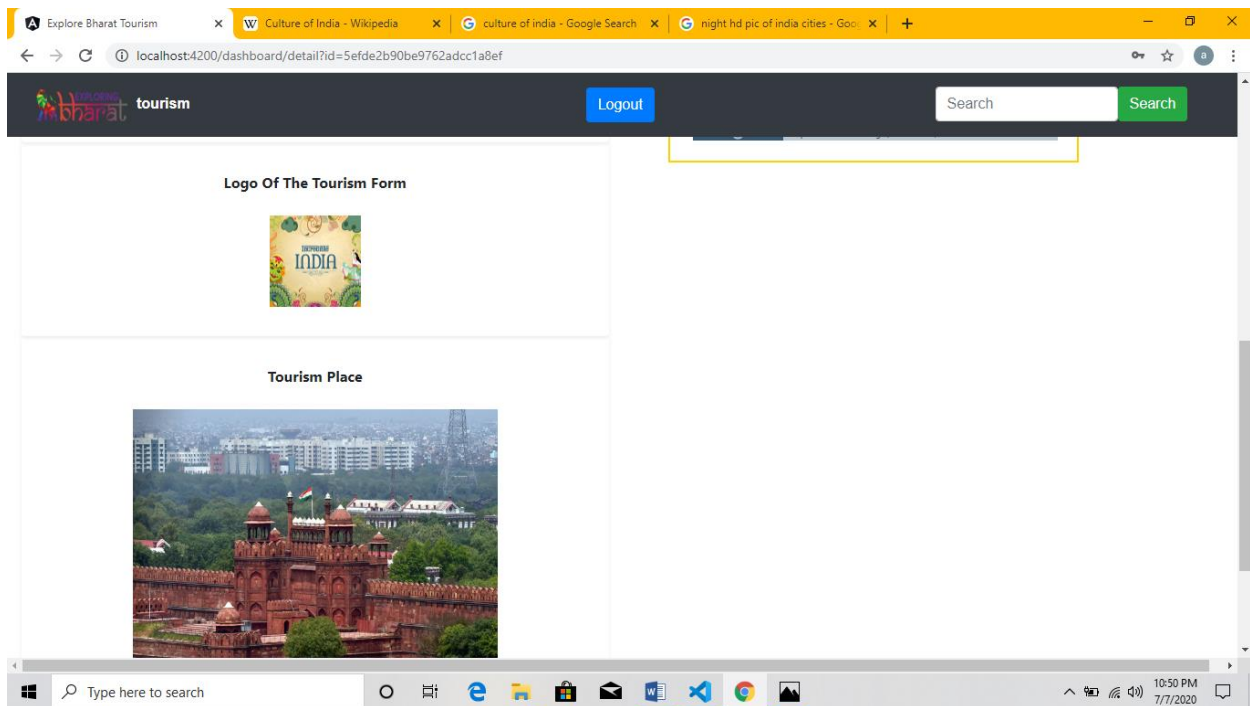 Explore Bharat Tourism
Culture of India - Wikipedia
culture of india - Google Search
night hd pic of india cities - Goo
localhost:4200/dashboard/detail?id=5efde2b90be9762adcc1a8ef
a
EXPLORING
bharat
tourism
Logout
Search
Search
Logo Of The Tourism Form
INDIA
Tourism Place
Type here to search
10:50 PM
7/7/2020